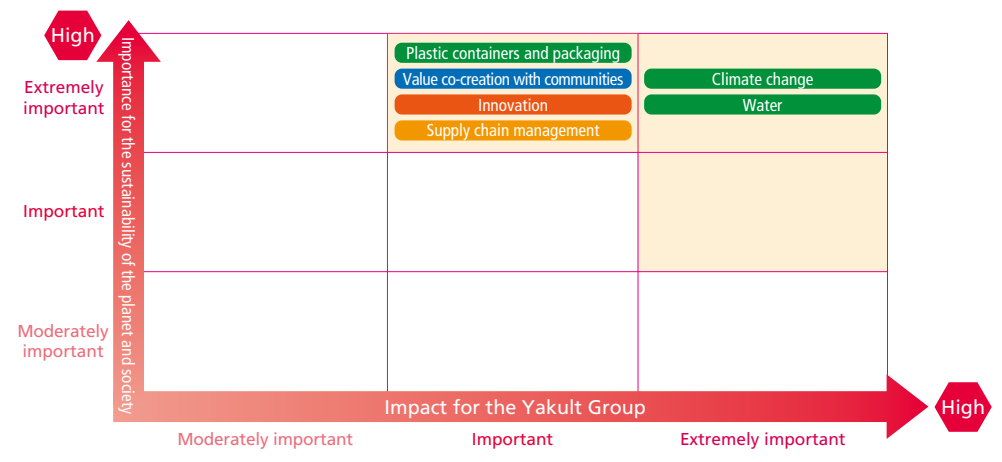 High
Importance for the sustainability of the planet and society
Extremely
important
Important
Moderately
important
Plastic containers and packaging
Value co-creation with communities
Innovation
Supply chain management
Climate change
Water
Impact for the Yakult Group
High
Moderately important
Important
Extremely important